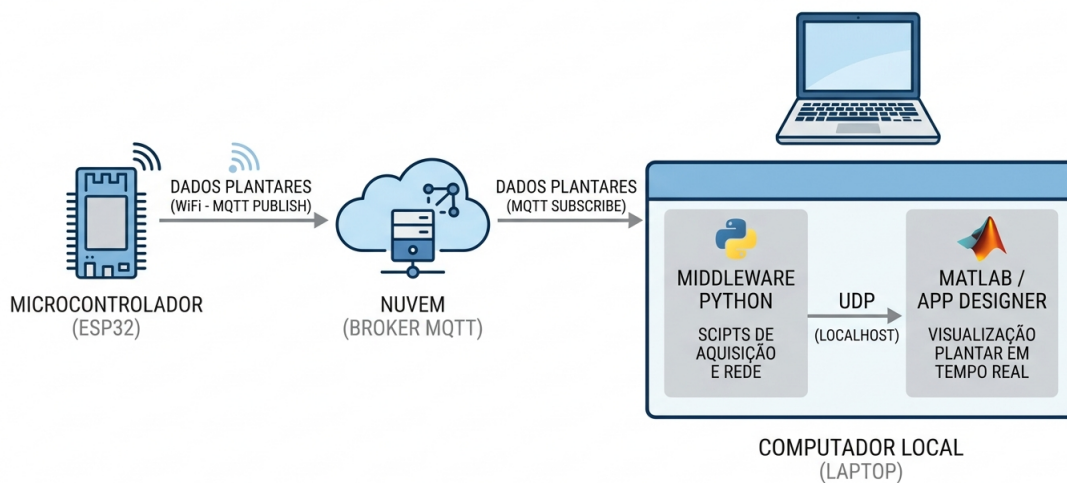 DADOS PLANTARES
(WiFi - MQTT PUBLISH)
DADOS PLANTARES
(MQTT SUBSCRIBE)
MICROCONTROLADOR
(ESP32)
NUVEM
(BROKER MQTT)
MIDDLEWARE
PYTHON
SCIPTS DE
AQUISIÇÃO
E REDE
UDP
(LOCALHOST)
MATLAB /
APP DESIGNER
VISUALIZAÇÃO
PLANTAR EM
TEMPO REAL
COMPUTADOR LOCAL
(LAPTOP)